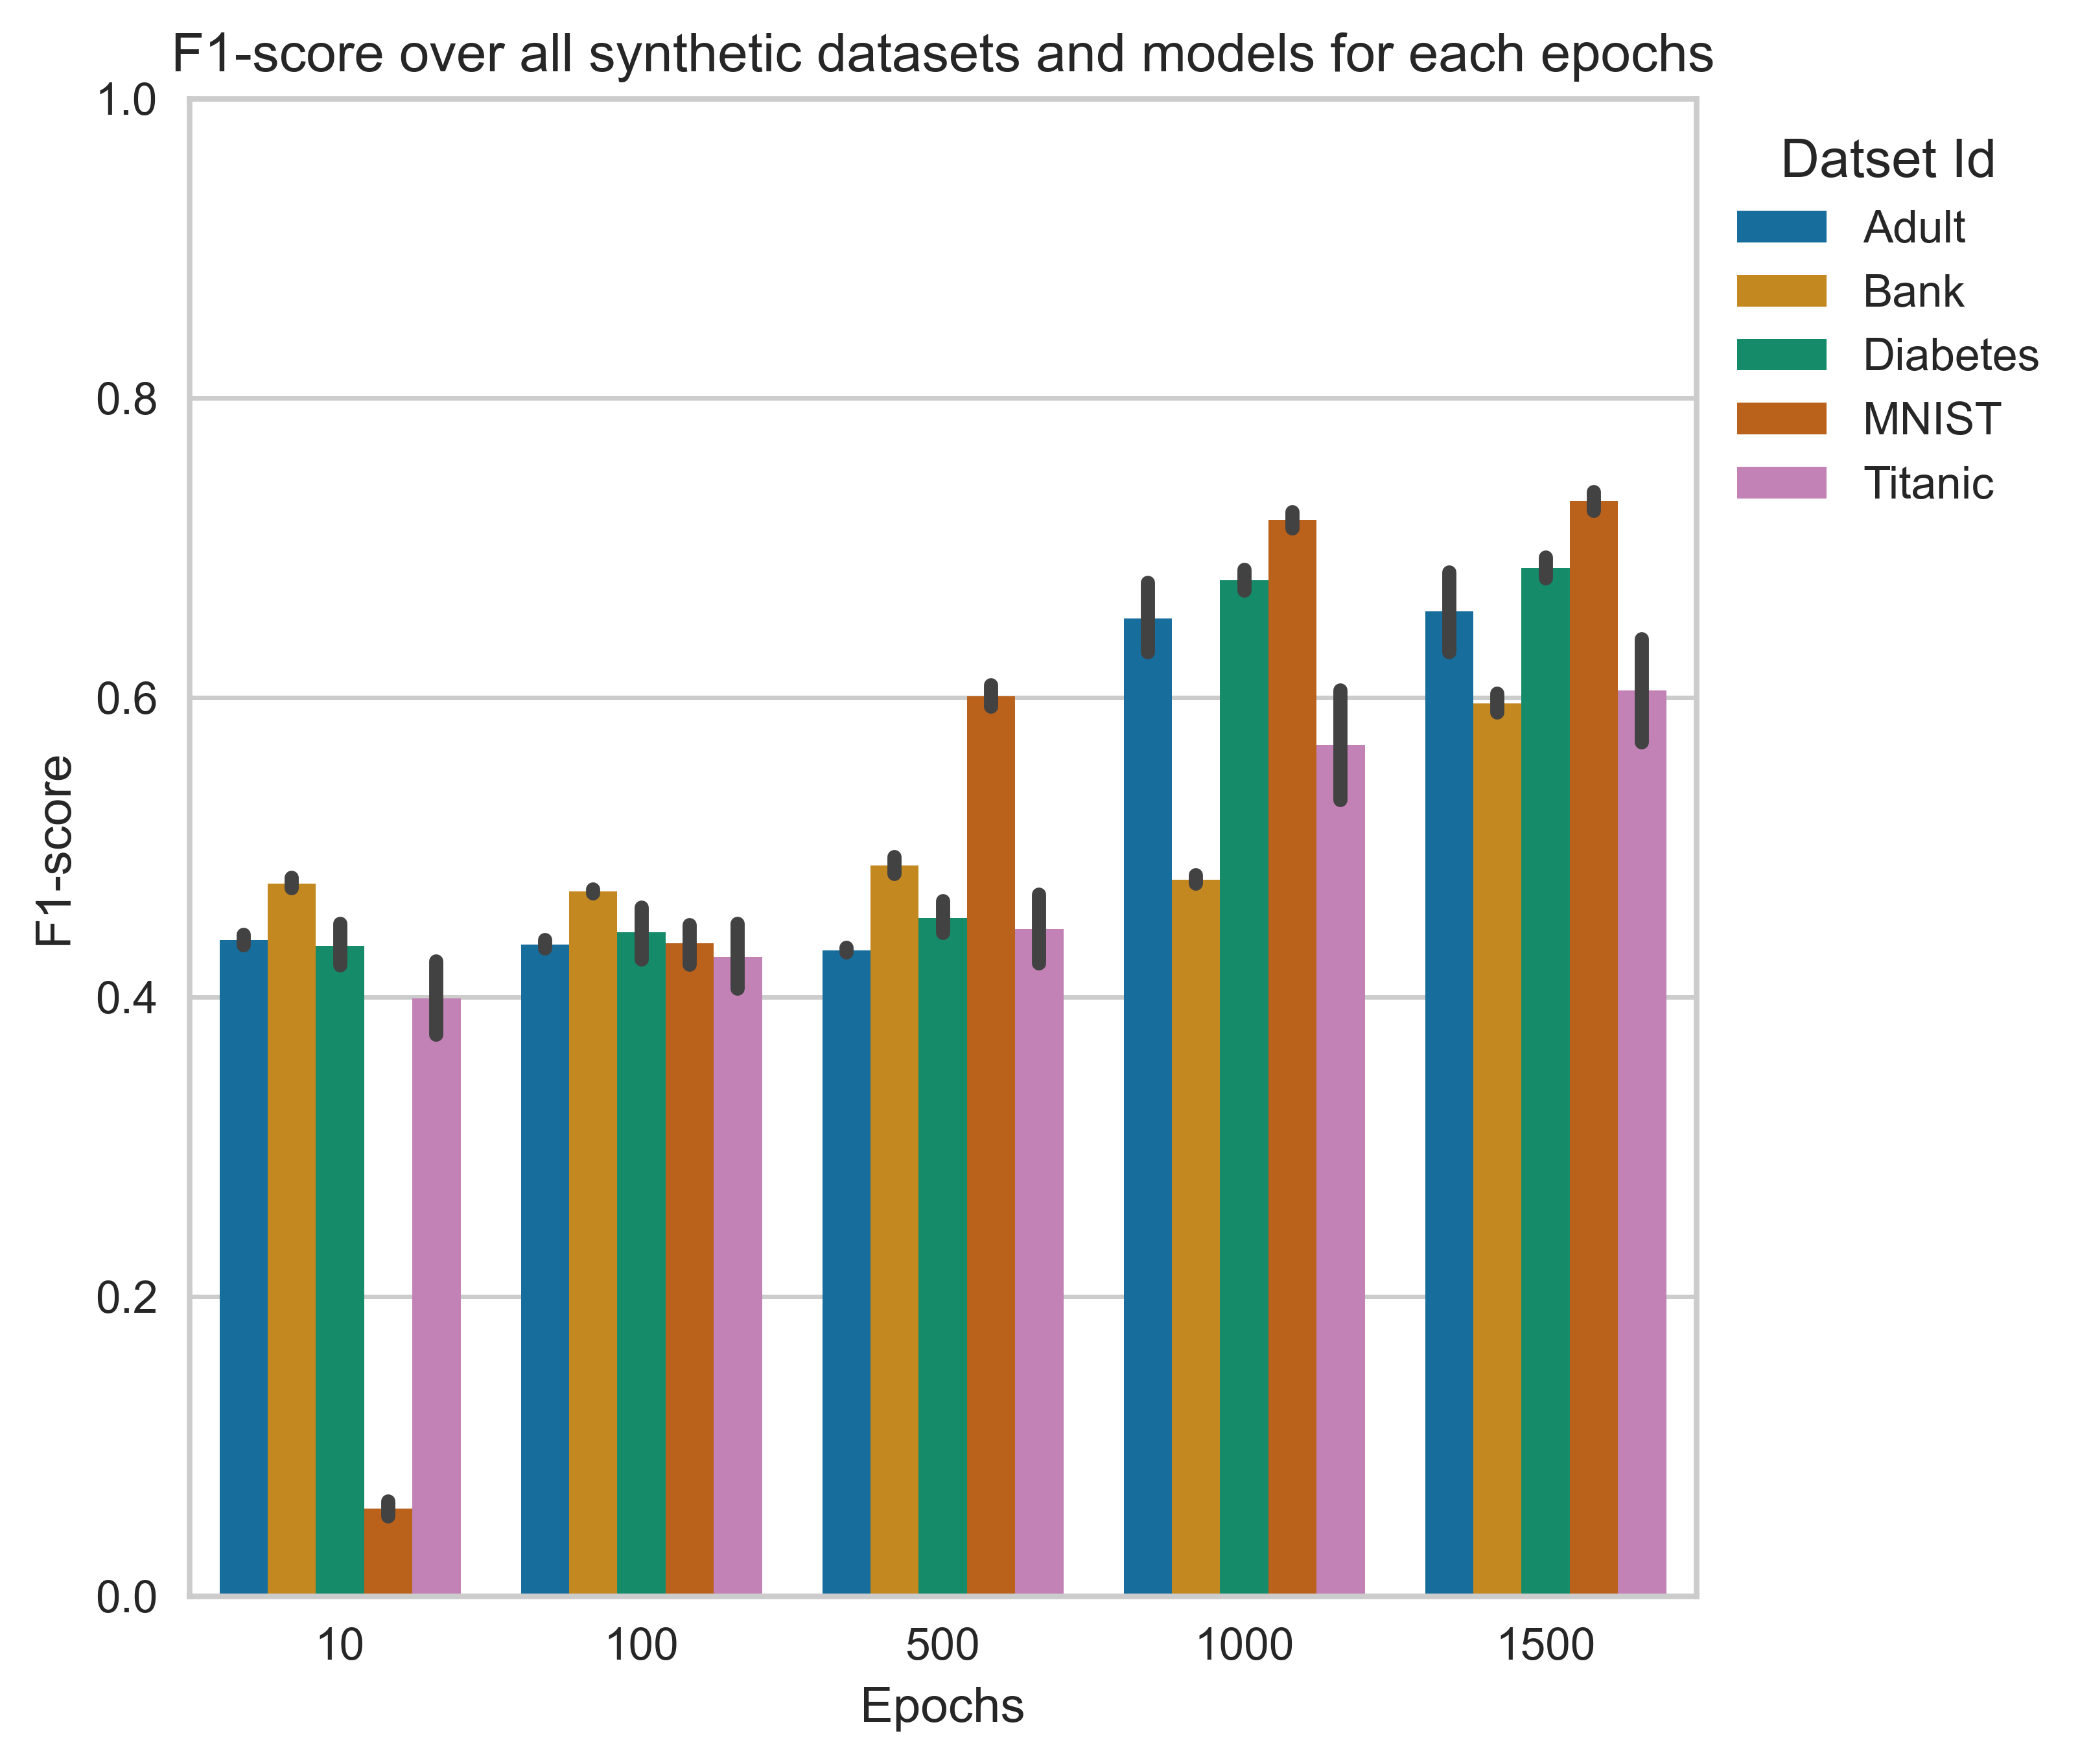 F1-score over all synthetic datasets and models for each epochs
1.0
0.8
0.6
0.4
0.2
0.0
F1-score
10
100
500
1000
1500
Epochs
Datset Id
Adult
Bank
Diabetes
MNIST
Titanic